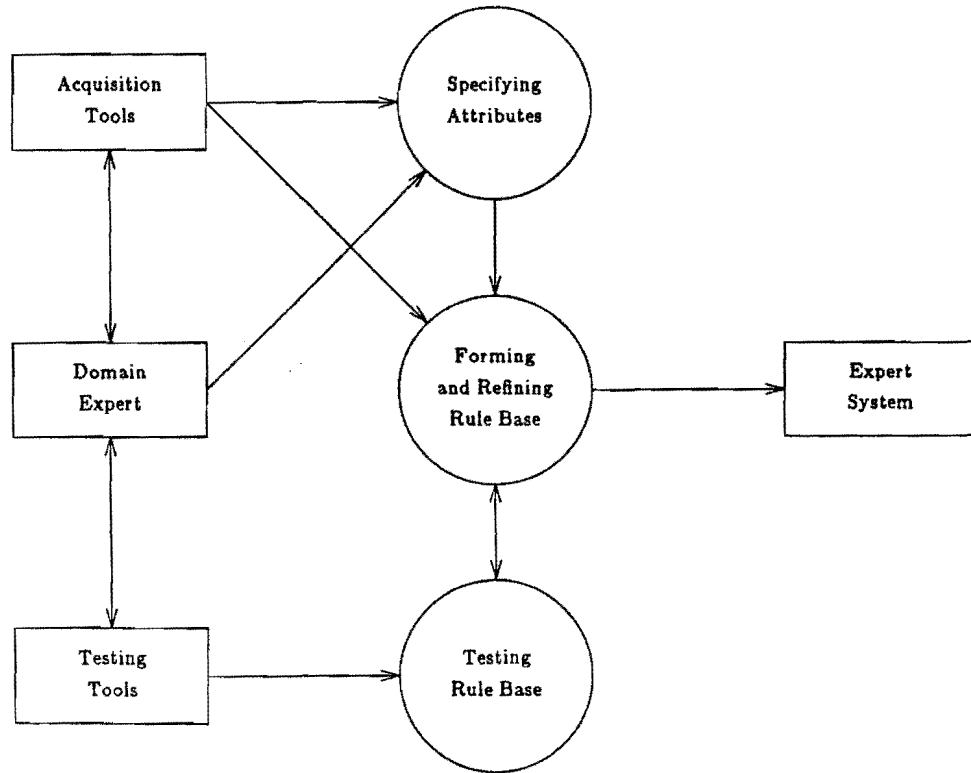 Acquisition
Tools
Specifying
Attributes
Domain
Expert
Forming
and Refining
Rule Base
Expert
System
Testing
Tools
Testing
Rule Base